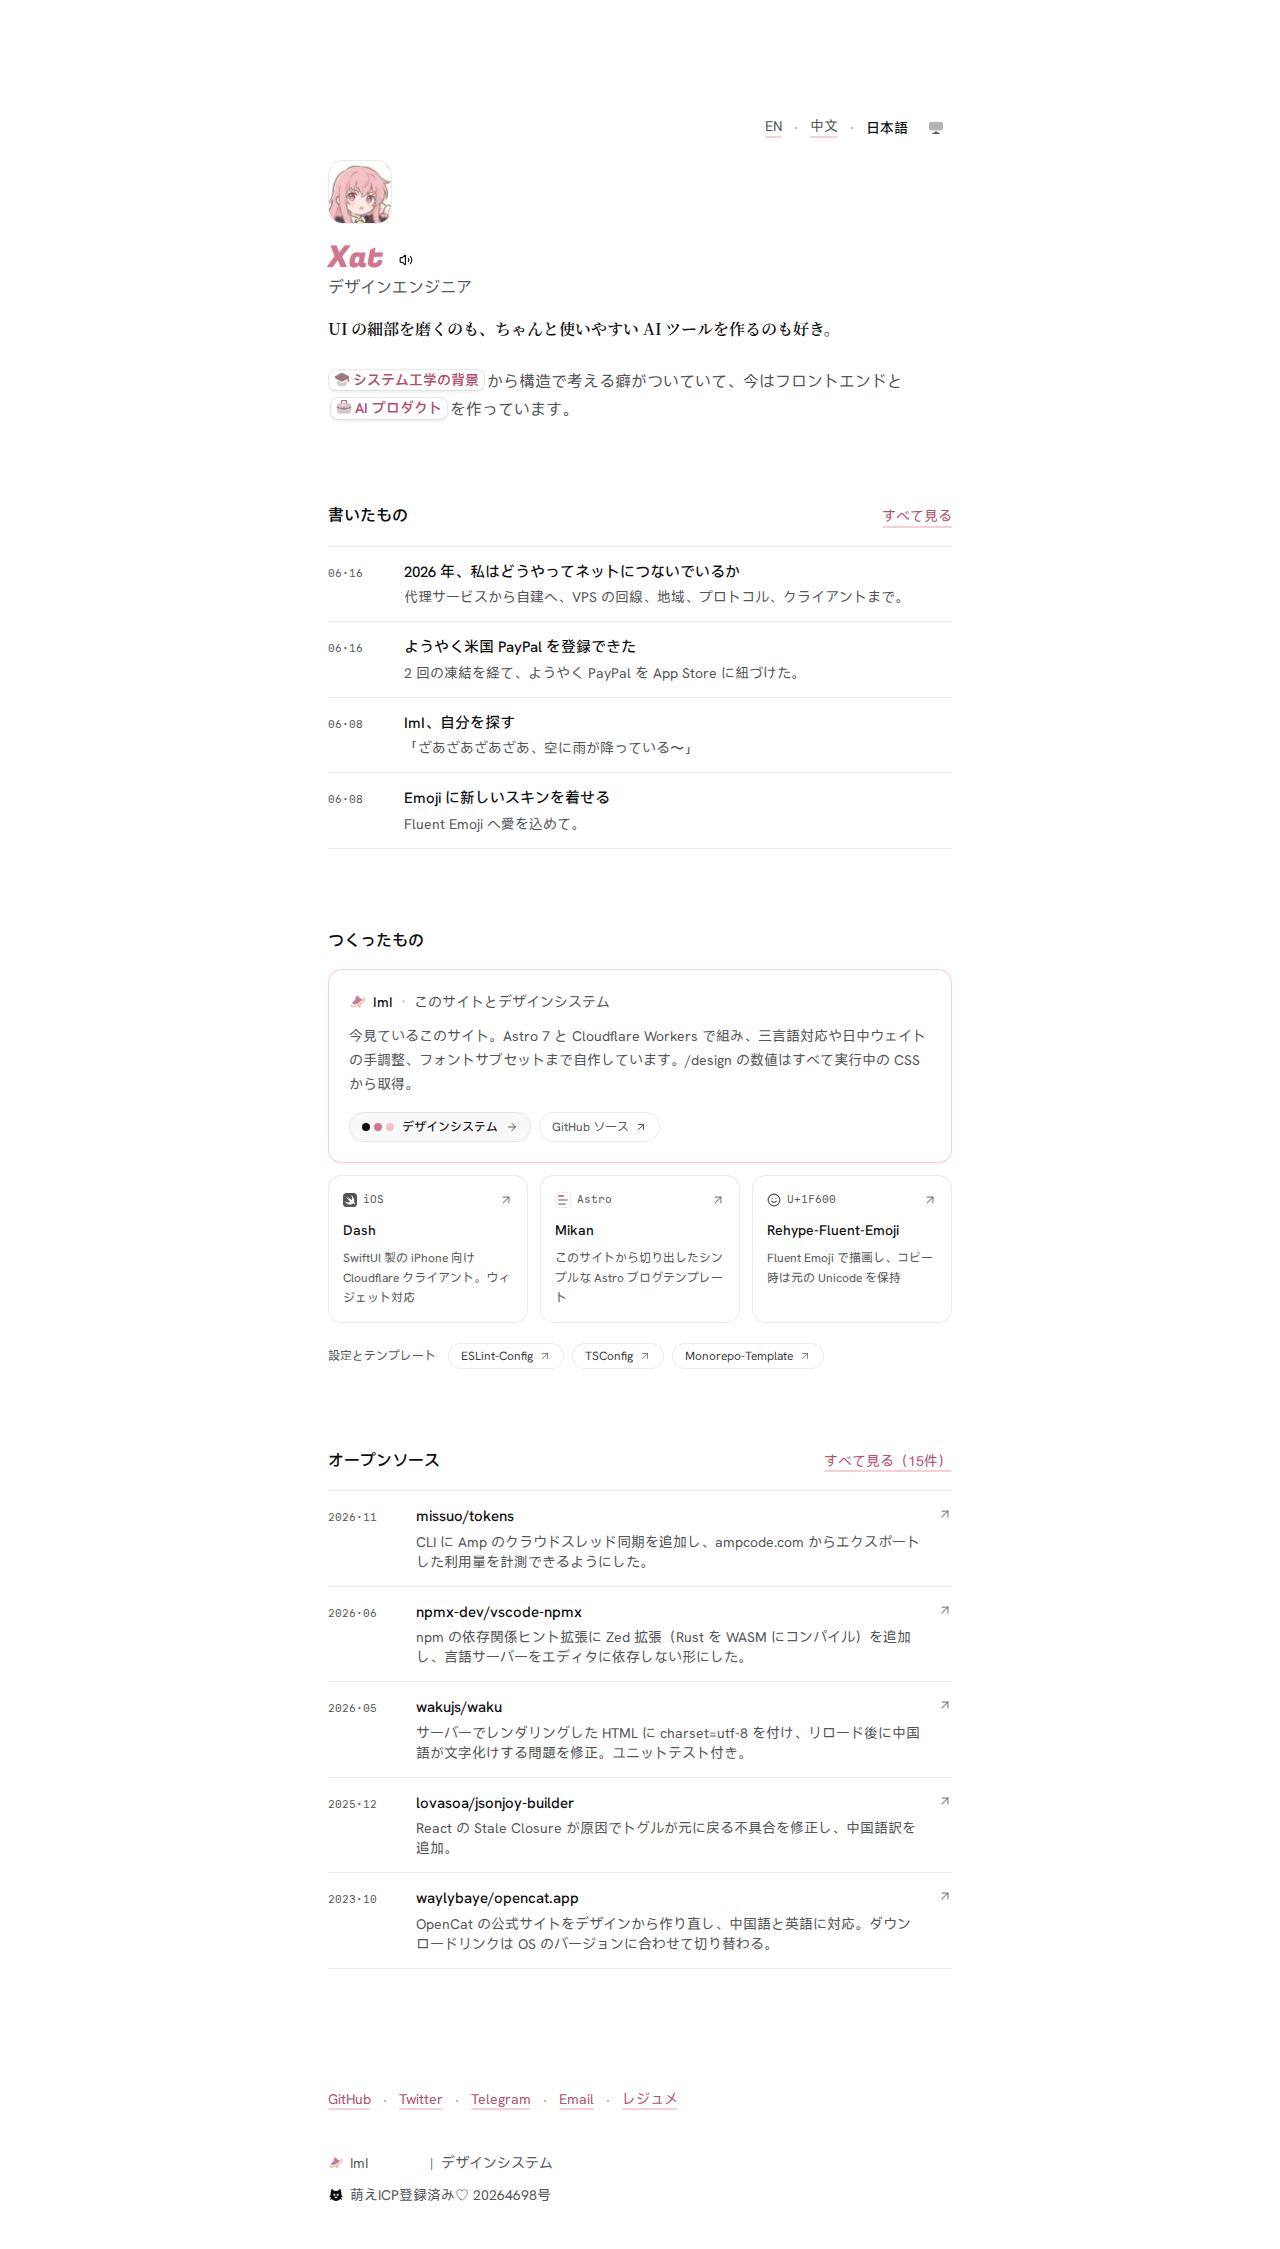 EN · 中文 · 日本語
Xat
デザインエンジニア
UI の細部を磨くのも、ちゃんと使いやすい AI ツールを作るのも好き。
システム工学の背景 から構造で考える癖がついていて、今はフロントエンドと
AI プロダクト を作っています。
書いたもの
すべて見る
06·16
2026 年、私はどうやってネットにつないでいるか
代理サービスから自建へ、VPS の回線、地域、プロトコル、クライアントまで。
06·16
ようやく米国 PayPal を登録できた
2 回の凍結を経て、ようやく PayPal を App Store に紐づけた。
06·08
ImI、自分を探す
「ざあざあざあざあ、空に雨が降っている〜」
06·08
Emoji に新しいスキンを着せる
Fluent Emoji へ愛を込めて。
つくったもの
ImI · このサイトとデザインシステム
今見ているこのサイト。Astro 7 と Cloudflare Workers で組み、三言語対応や日中ウェイト
の手調整、フォントサブセットまで自作しています。/design の数値はすべて実行中の CSS
から取得。
デザインシステム →
GitHub ソース ↗
iOS ↗
Dash
SwiftUI 製の iPhone 向け
Cloudflare クライアント。ウィ
ジェット対応
Astro ↗
Mikan
このサイトから切り出したシン
プルな Astro ブログテンプレー
ト
U+1F600 ↗
Rehype-Fluent-Emoji
Fluent Emoji で描画し、コピー
時は元の Unicode を保持
設定とテンプレート
ESLint-Config ↗
TSConfig ↗
Monorepo-Template ↗
オープンソース
すべて見る（15件）
2026·11
missuo/tokens ↗
CLI に Amp のクラウドスレッド同期を追加し、ampcode.com からエクスポート
した利用量を計測できるようにした。
2026·06
npmx-dev/vscode-npmx ↗
npm の依存関係ヒント拡張に Zed 拡張（Rust を WASM にコンパイル）を追加
し、言語サーバーをエディタに依存しない形にした。
2026·05
wakujs/waku ↗
サーバーでレンダリングした HTML に charset=utf-8 を付け、リロード後に中国
語が文字化けする問題を修正。ユニットテスト付き。
2025·12
lovasoa/jsonjoy-builder ↗
React の Stale Closure が原因でトグルが元に戻る不具合を修正し、中国語訳を
追加。
2023·10
waylybaye/opencat.app ↗
OpenCat の公式サイトをデザインから作り直し、中国語と英語に対応。ダウン
ロードリンクは OS のバージョンに合わせて切り替わる。
GitHub · Twitter · Telegram · Email · レジュメ
ImI | デザインシステム
萌えICP登録済み♡ 20264698号